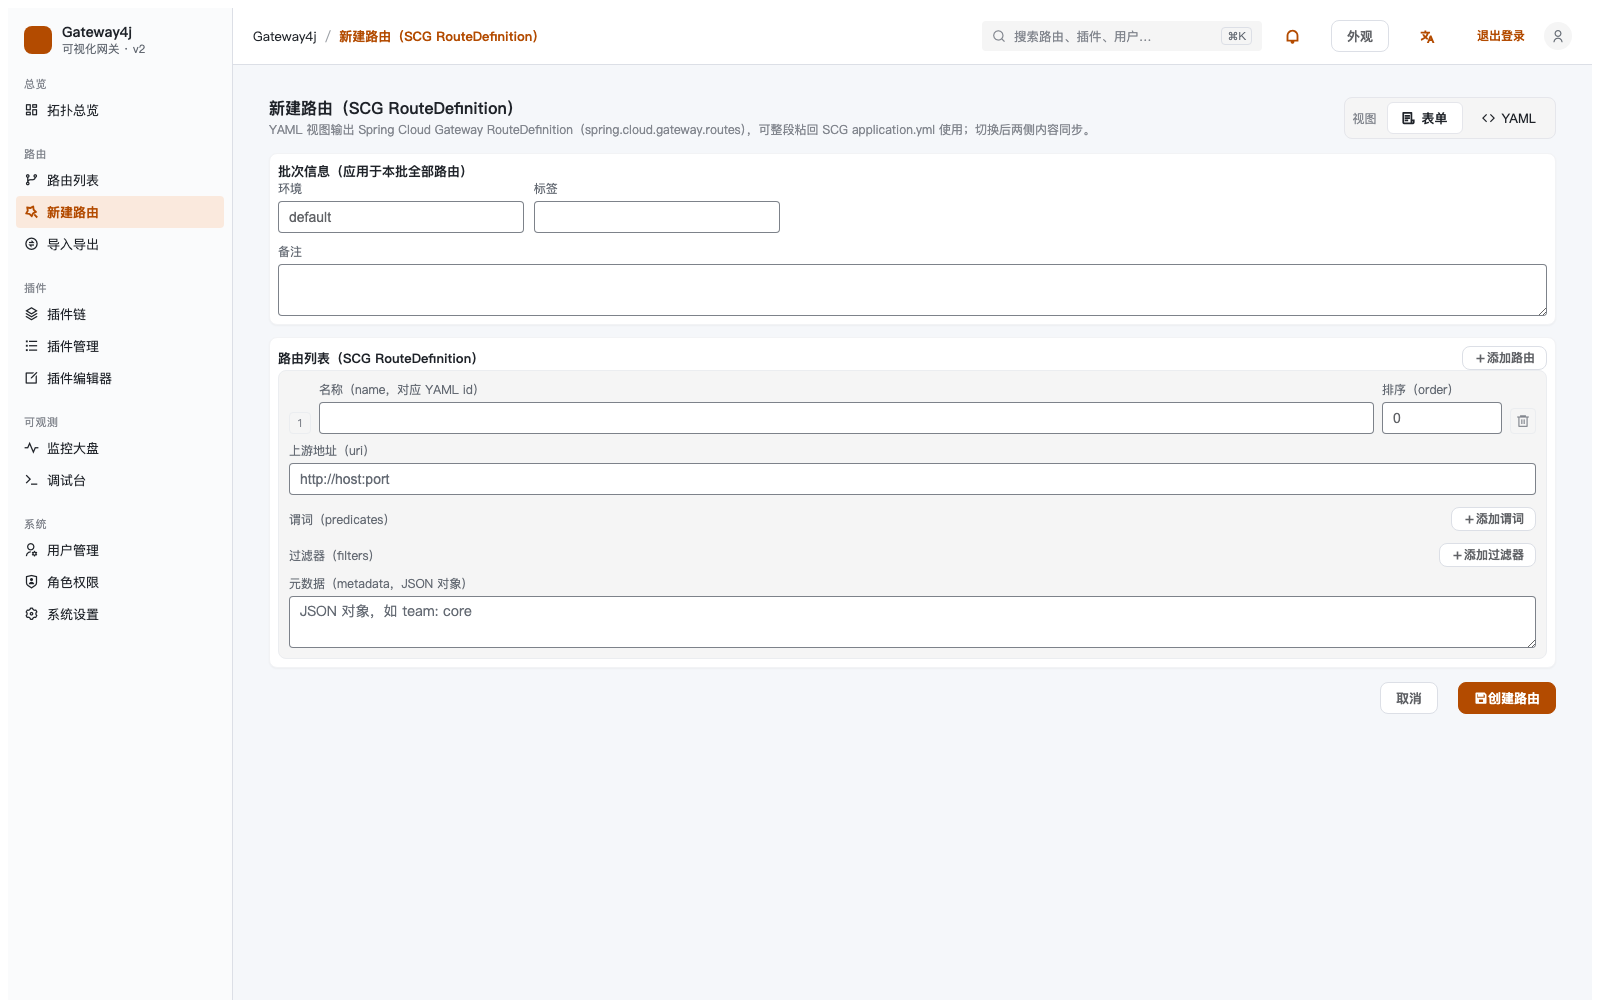 Gateway4j
可视化网关 · v2
总览
拓扑总览
路由
路由列表
新建路由
导入导出
插件
插件链
插件管理
插件编辑器
可观测
监控大盘
调试台
系统
用户管理
角色权限
系统设置
Gateway4j / 新建路由（SCG RouteDefinition）
搜索路由、插件、用户... ⌘K
外观
退出登录
新建路由（SCG RouteDefinition）
YAML 视图输出 Spring Cloud Gateway RouteDefinition（spring.cloud.gateway.routes），可整段粘回 SCG application.yml 使用；切换后两侧内容同步。
视图 表单 YAML
批次信息（应用于本批全部路由）
环境 标签
default
备注
路由列表（SCG RouteDefinition）
+添加路由
名称（name，对应 YAML id） 排序（order）
1 0
上游地址（uri）
http://host:port
谓词（predicates） +添加谓词
过滤器（filters） +添加过滤器
元数据（metadata，JSON 对象）
JSON 对象，如 team: core
取消 创建路由